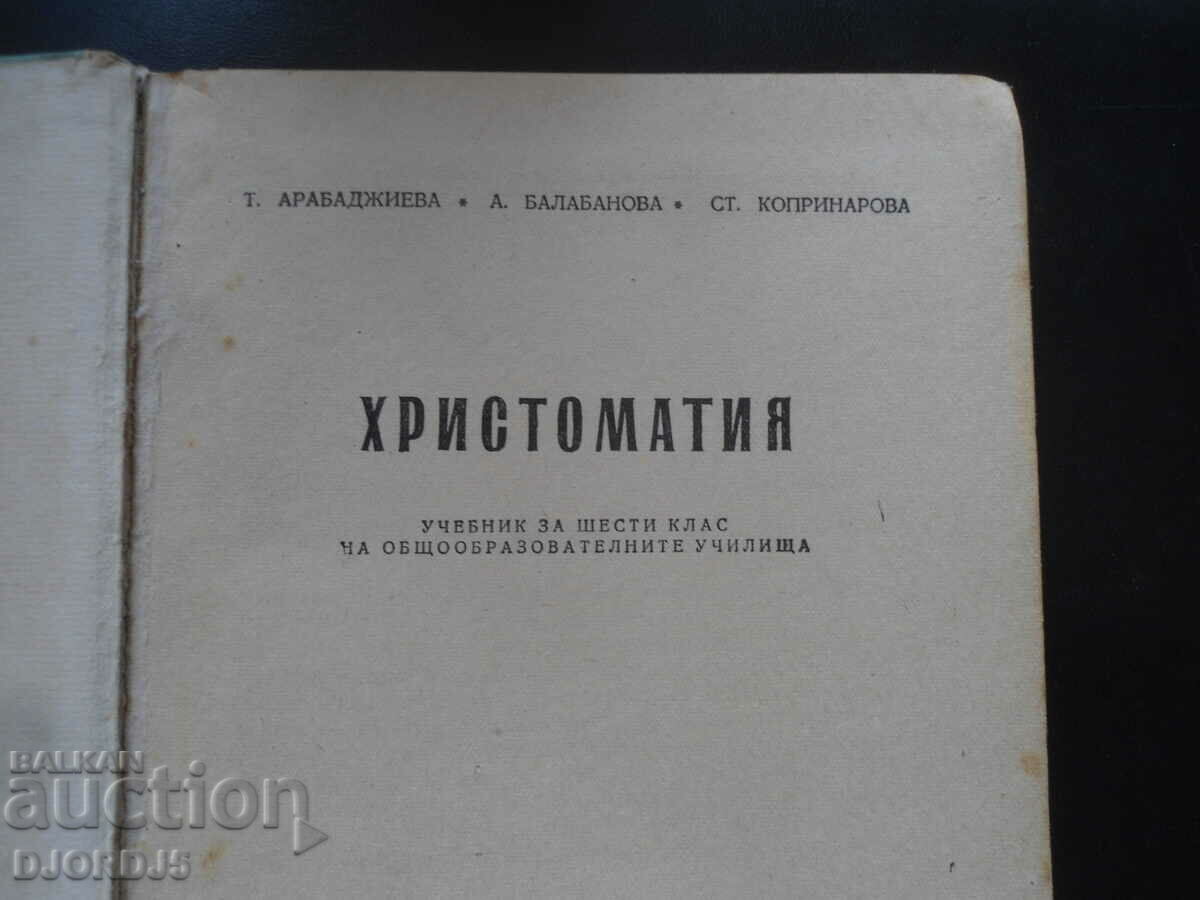 Т. АРАБАДЖИЕВА * А. БАЛАБАНОВА * СТ. КОПРИНАРОВА
ХРИСТОМАТИЯ
УЧЕБНИК ЗА ШЕСТИ КЛАС
НА ОБЩООБРАЗОВАТЕЛНИТЕ УЧИЛИЩА
BALKAN
auction
DJORDJ5